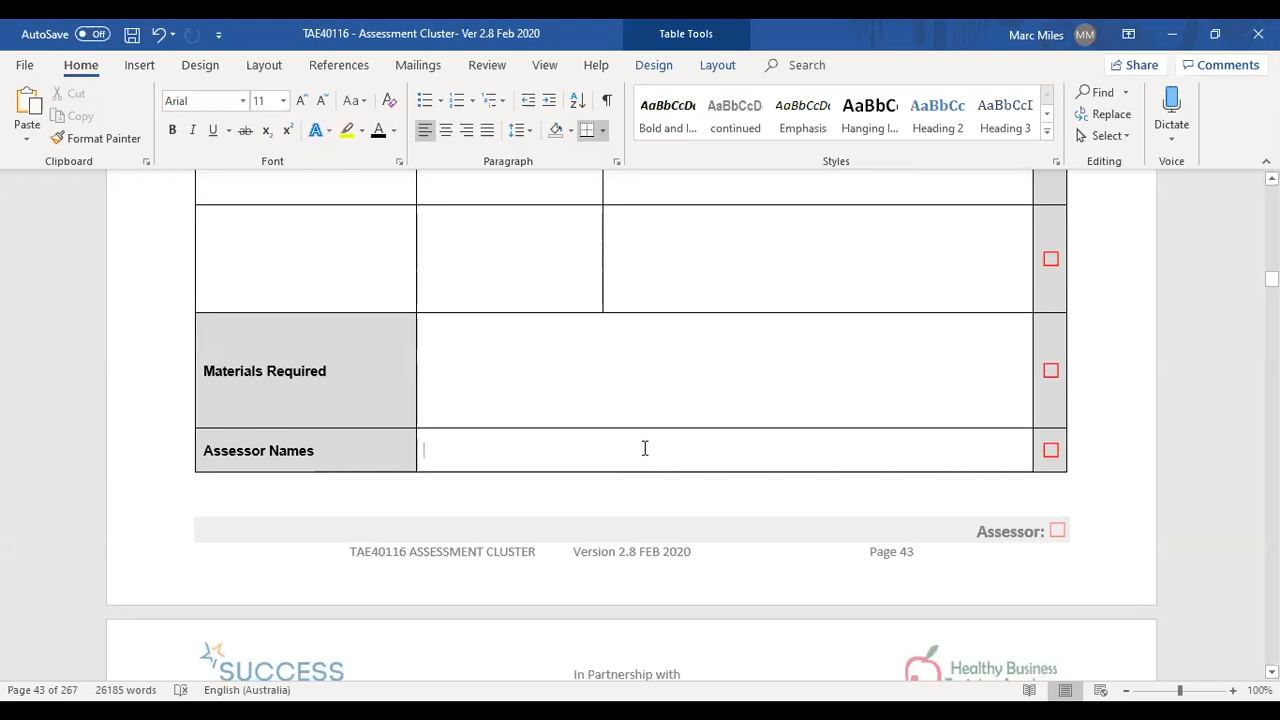 AutoSave Off
TAE40116 - Assessment Cluster- Ver 2.8 Feb 2020
Table Tools
Marc Miles MM
File Home Insert Design Layout References Mailings Review View Help Design Layout Search Share Comments
Paste
Cut
Copy
Format Painter
Clipboard
Arial 11
Font
Paragraph
AaBbCcDc AaBbCcD AaBbCcDc AaBbC AaBbCc AaBbCcD
Bold and I... continued Emphasis Hanging I... Heading 2 Heading 3
Styles
Find
Replace
Select
Editing
Dictate
Voice
Materials Required
Assessor Names
Assessor:
TAE40116 ASSESSMENT CLUSTER Version 2.8 FEB 2020 Page 43
SUCCESS
In Partnership with
Healthy Business
Page 43 of 267 26185 words English (Australia) 100%